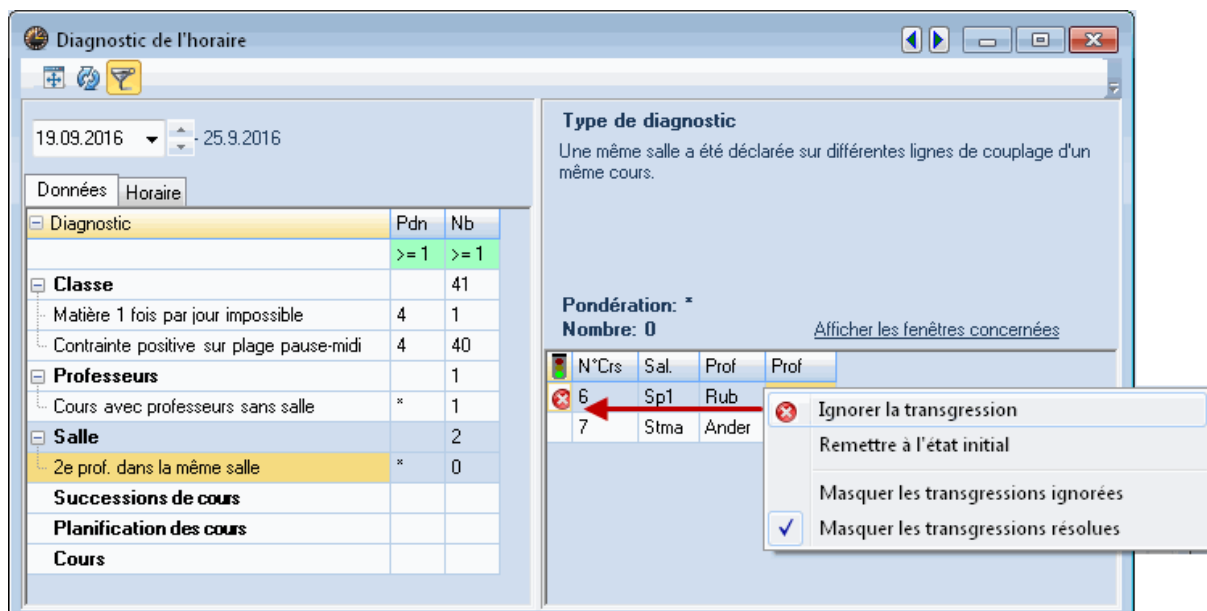 Diagnostic de l'horaire
19.09.2016 - 25.9.2016
Données Horaire
Diagnostic Pdn Nb
>= 1 >= 1
Classe 41
Matière 1 fois par jour impossible 4 1
Contrainte positive sur plage pause-midi 4 40
Professeurs 1
Cours avec professeurs sans salle * 1
Salle 2
2e prof. dans la même salle * 0
Successions de cours
Planification des cours
Cours
Type de diagnostic
Une même salle a été déclarée sur différentes lignes de couplage d'un
même cours.
Pondération: *
Nombre: 0 Afficher les fenêtres concernées
N°Crs Sal. Prof Prof
6 Sp1 Rub
7 Stma Ander
Ignorer la transgression
Remettre à l'état initial
Masquer les transgressions ignorées
Masquer les transgressions résolues